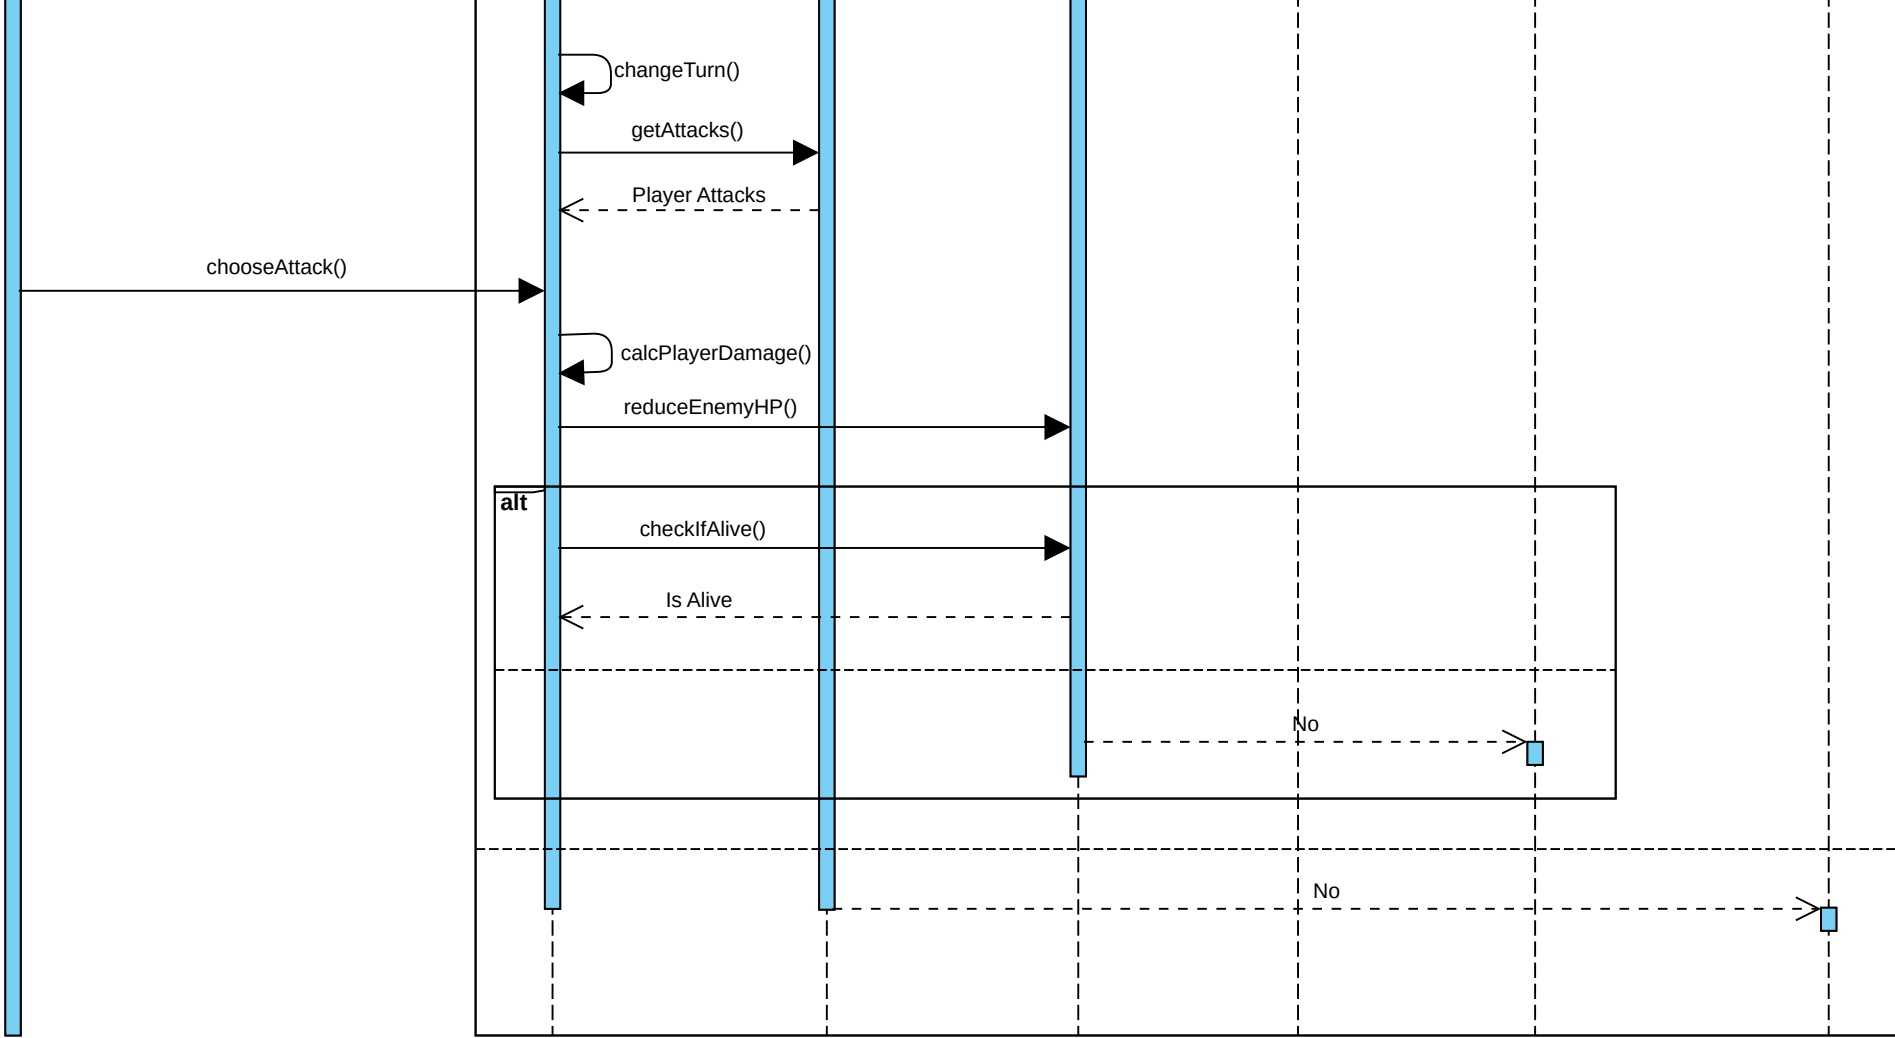 changeTurn()
getAttacks()
Player Attacks
chooseAttack()
calcPlayerDamage()
reduceEnemyHP()
alt
checkIfAlive()
Is Alive
No
No